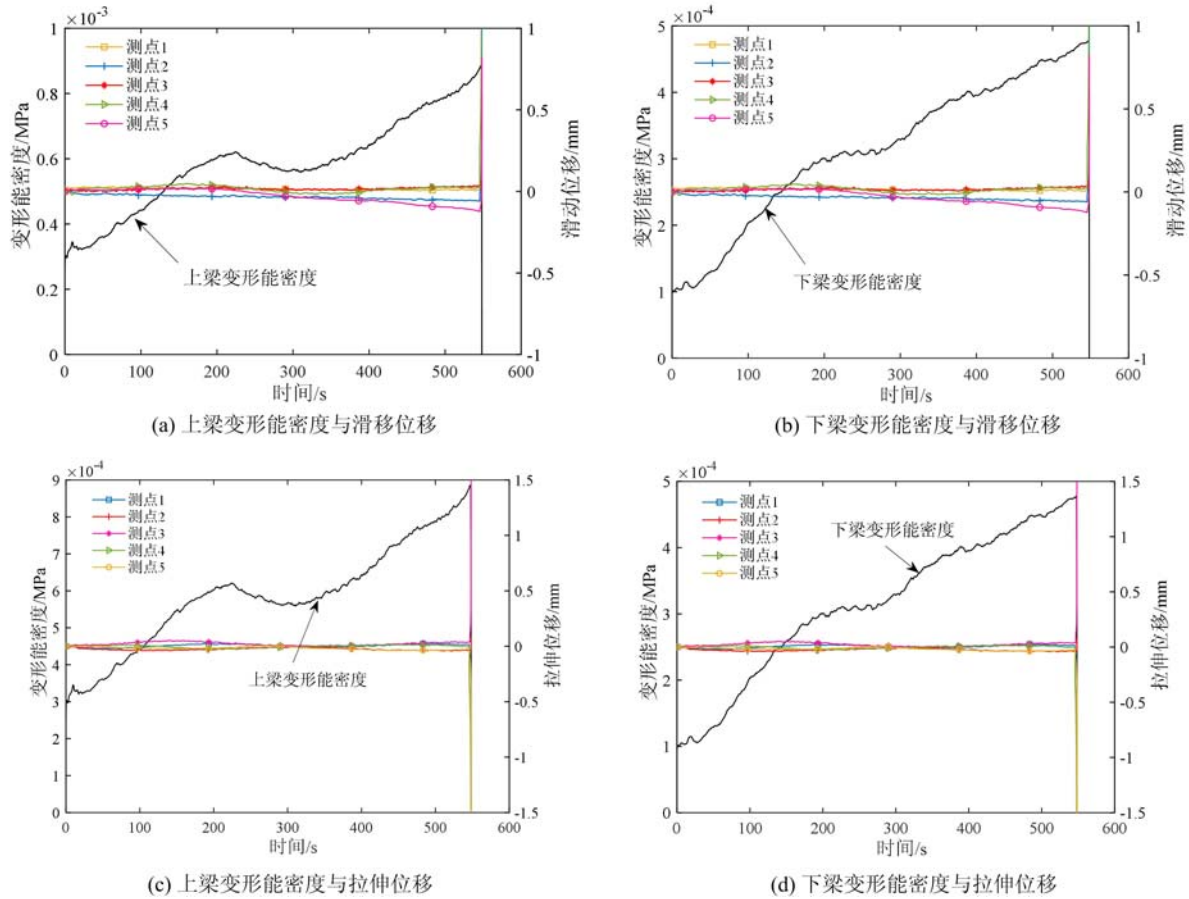 ×10-3
1
0.8
0.6
0.4
0.2
0
变形能密度/MPa
测点1
测点2
测点3
测点4
测点5
上梁变形能密度
1
0.5
0
-0.5
-1
滑动位移/mm
0 100 200 300 400 500 600
时间/s
(a) 上梁变形能密度与滑移位移
×10-4
5
4
3
2
1
0
变形能密度/MPa
测点1
测点2
测点3
测点4
测点5
下梁变形能密度
1
0.5
0
-0.5
-1
滑动位移/mm
0 100 200 300 400 500 600
时间/s
(b) 下梁变形能密度与滑移位移
×10-4
9
8
7
6
5
4
3
2
1
0
变形能密度/MPa
测点1
测点2
测点3
测点4
测点5
上梁变形能密度
1.5
1
0.5
0
-0.5
-1
-1.5
拉伸位移/mm
0 100 200 300 400 500 600
时间/s
(c) 上梁变形能密度与拉伸位移
×10-4
5
4
3
2
1
0
变形能密度/MPa
测点1
测点2
测点3
测点4
测点5
下梁变形能密度
1.5
1
0.5
0
-0.5
-1
-1.5
拉伸位移/mm
0 100 200 300 400 500 600
时间/s
(d) 下梁变形能密度与拉伸位移